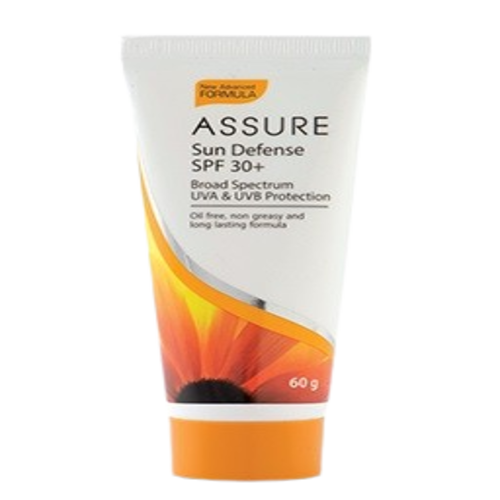 New Advanced
FORMULA
ASSURE
Sun Defense
SPF 30+
Broad Spectrum
UVA & UVB Protection
Oil free, non greasy and
long lasting formula
60 g